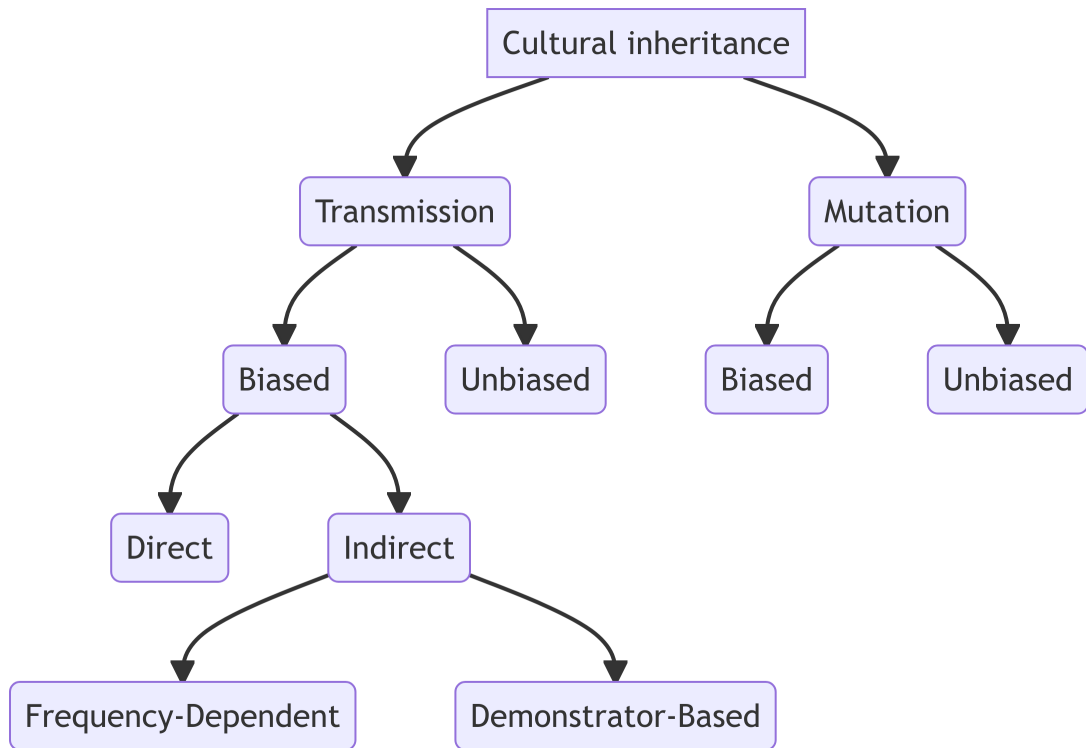 Cultural inheritance
Transmission
Mutation
Biased
Unbiased
Biased
Unbiased
Direct
Indirect
Frequency-Dependent
Demonstrator-Based